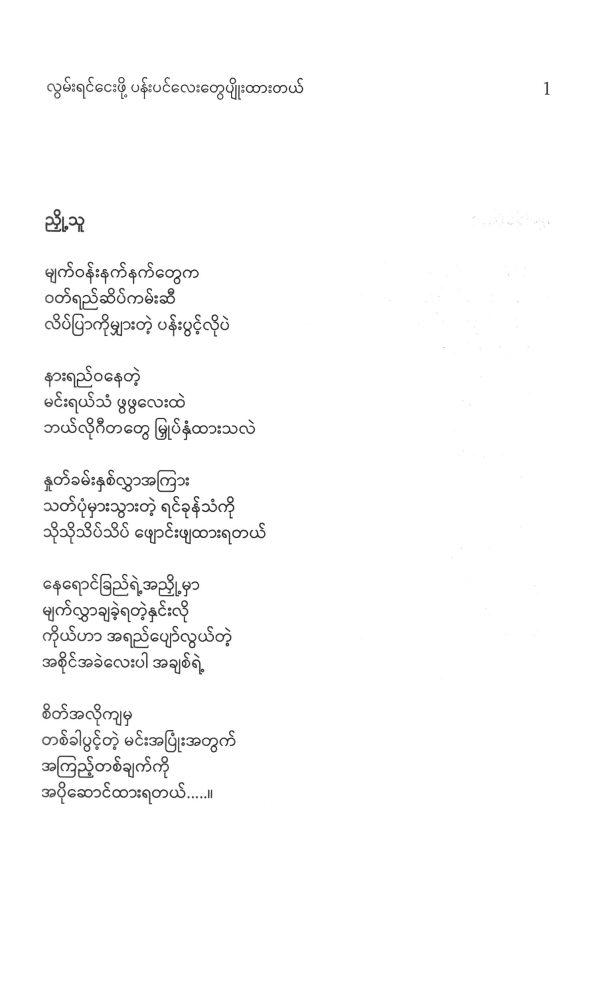 လွမ်းရင်ငေးဖို့ ပန်းပင်လေးတွေပျိုးထားတယ် 1
ညှို့သူ
မျက်ဝန်းနက်နက်တွေက
ဝတ်ရည်ဆိပ်ကမ်းဆီ
လိပ်ပြာကိုမျှားတဲ့ ပန်းပွင့်လိုပဲ
နားရည်ဝနေတဲ့
မင်းရယ်သံ ဖွဖွလေးထဲ
ဘယ်လိုဂီတတွေ မြှုပ်နှံထားသလဲ
နှုတ်ခမ်းနှစ်လွှာအကြား
သတ်ပုံမှားသွားတဲ့ ရင်ခုန်သံကို
သိုသိုသိပ်သိပ် ဖျောင်းဖျထားရတယ်
နေရောင်ခြည်ရဲ့အညှို့မှာ
မျက်လွှာချခဲ့ရတဲ့နှင်းလို
ကိုယ်ဟာ အရည်ပျော်လွယ်တဲ့
အစိုင်အခဲလေးပါ အချစ်ရဲ့
စိတ်အလိုကျမှ
တစ်ခါပွင့်တဲ့ မင်းအပြုံးအတွက်
အကြည့်တစ်ချက်ကို
အပိုဆောင်ထားရတယ်.....။